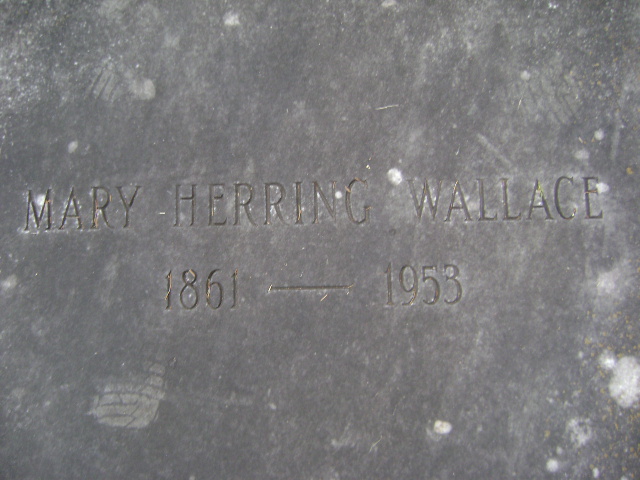 MARY HERRING WALLACE
1861 — 1953